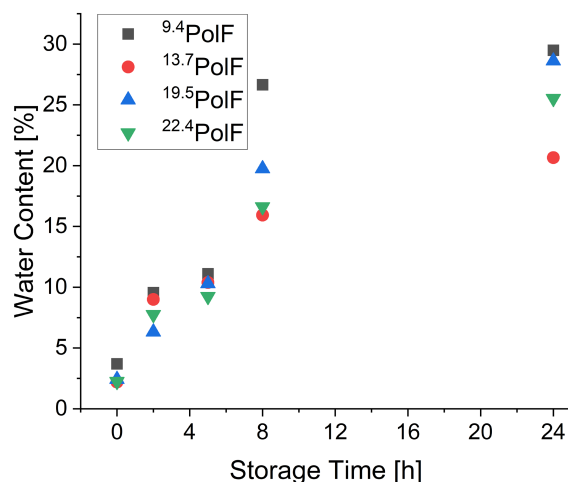 9.4PolF
13.7PolF
19.5PolF
22.4PolF
Water Content [%]
30
25
20
15
10
5
0
0 4 8 12 16 20 24
Storage Time [h]